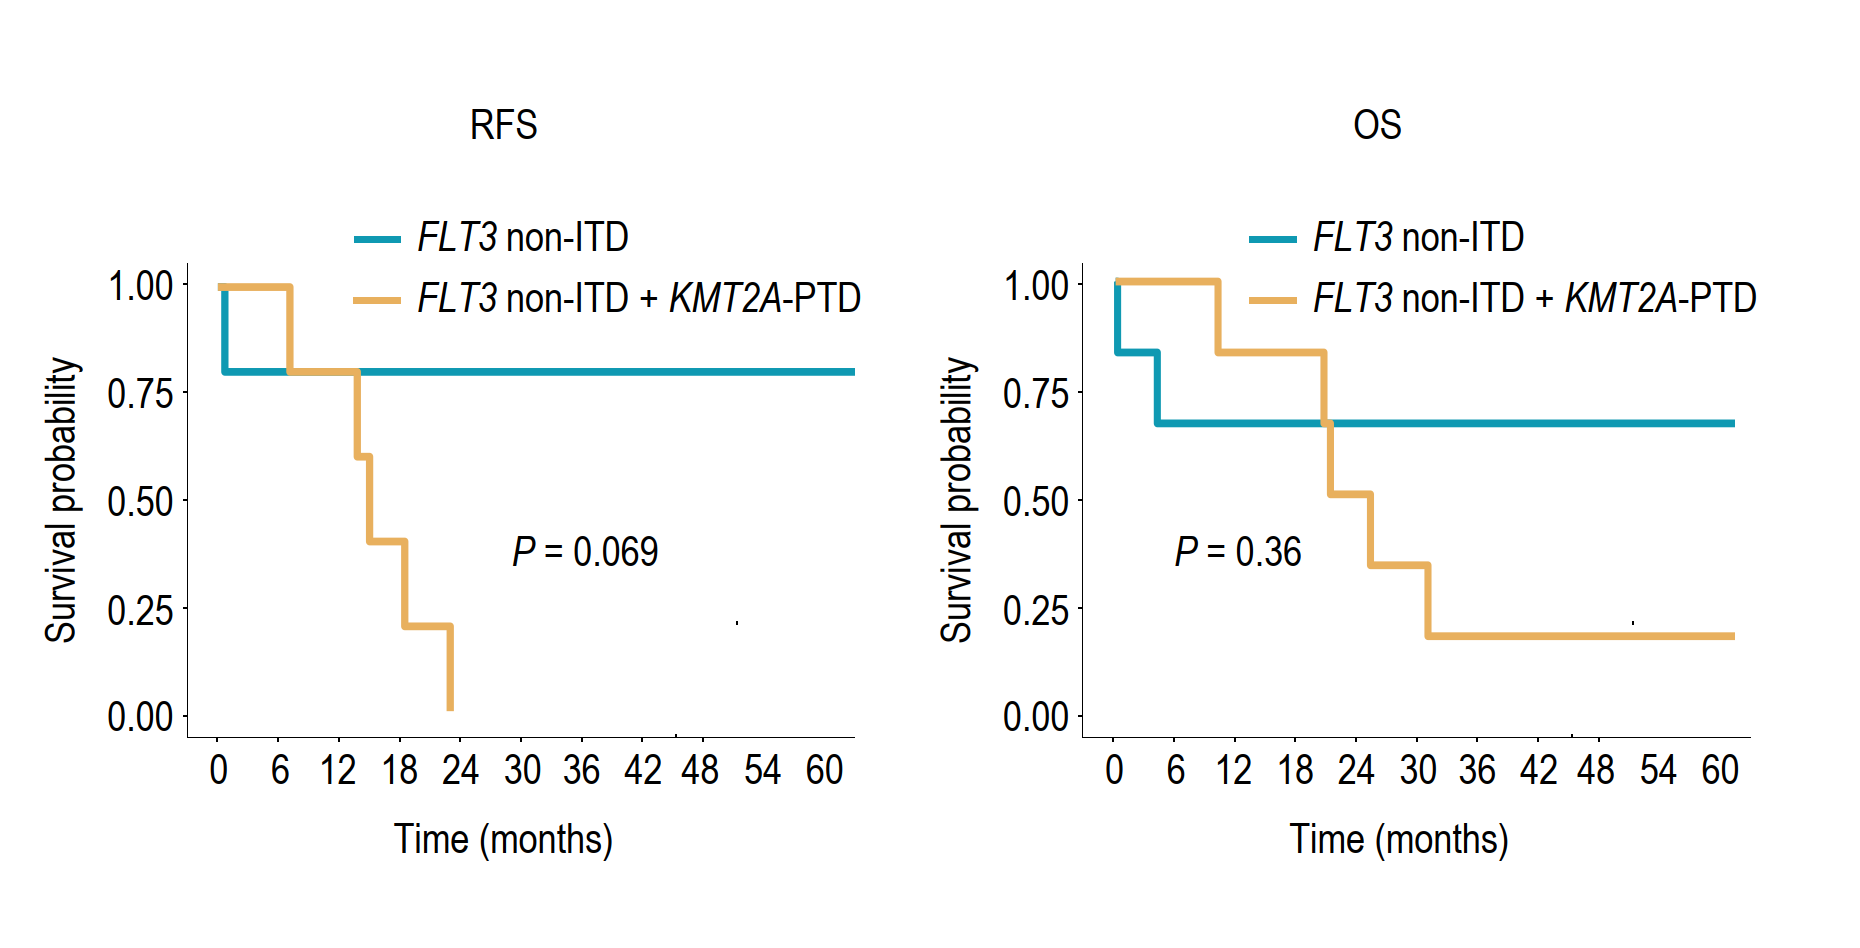 RFS
FLT3 non-ITD
FLT3 non-ITD + KMT2A-PTD
1.00
0.75
0.50
0.25
0.00
Survival probability
P = 0.069
0 6 12 18 24 30 36 42 48 54 60
Time (months)
OS
FLT3 non-ITD
FLT3 non-ITD + KMT2A-PTD
1.00
0.75
0.50
0.25
0.00
Survival probability
P = 0.36
0 6 12 18 24 30 36 42 48 54 60
Time (months)